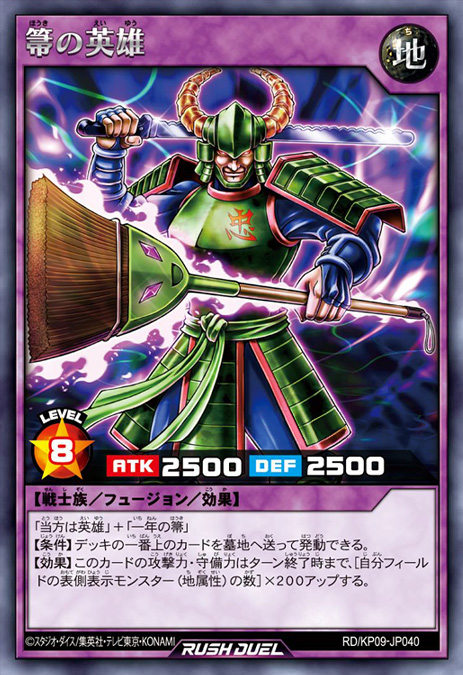 箒の英雄
地
忠
LEVEL
8
ATK 2500 DEF 2500
【戦士族／フュージョン／効果】
「当方は英雄」+「一年の箒」
【条件】デッキの一番上のカードを墓地へ送って発動できる。
【効果】このカードの攻撃力・守備力はターン終了時まで、[自分フィール
ドの表側表示モンスター(地属性)の数]×200アップする。
©スタジオ・ダイス/集英社・テレビ東京・KONAMI
RUSH DUEL
RD/KP09-JP040